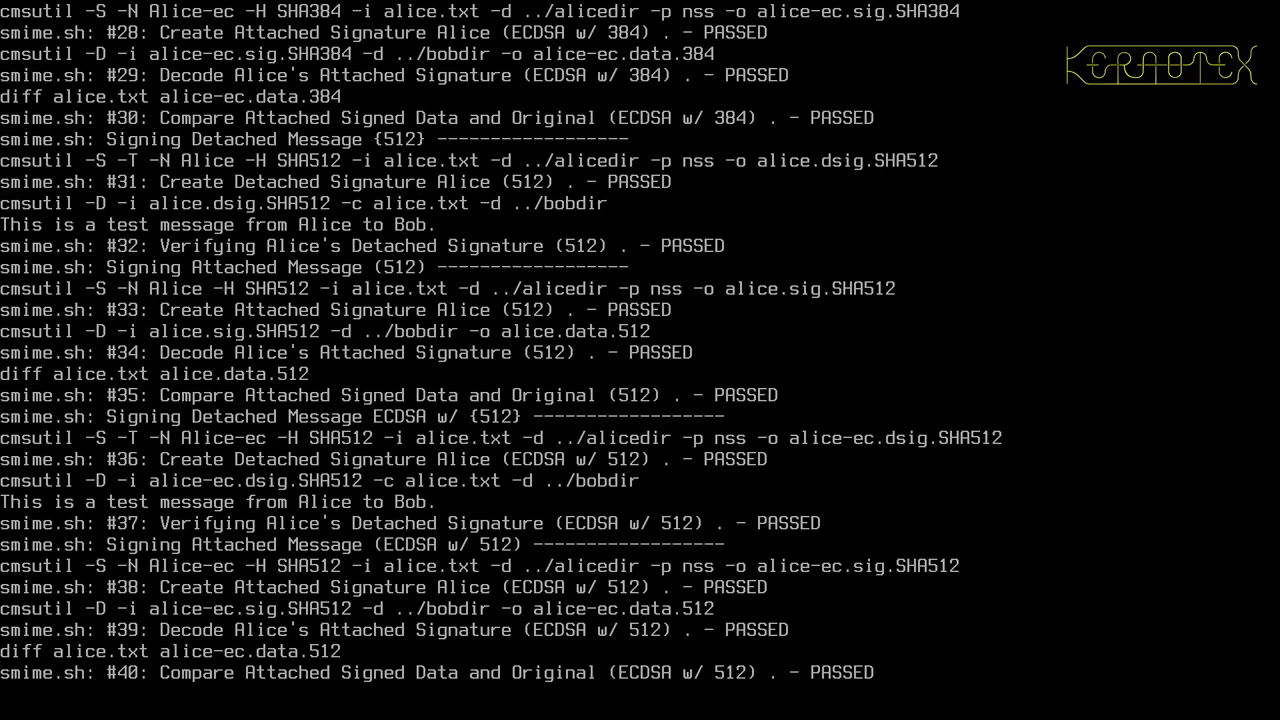 cmsutil -S -N Alice-ec -H SHA384 -i alice.txt -d ../alicedir -p nss -o alice-ec.sig.SHA384
smime.sh: #28: Create Attached Signature Alice (ECDSA w/ 384) . - PASSED
cmsutil -D -i alice-ec.sig.SHA384 -d ../bobdir -o alice-ec.data.384
smime.sh: #29: Decode Alice's Attached Signature (ECDSA w/ 384) . - PASSED
diff alice.txt alice-ec.data.384
smime.sh: #30: Compare Attached Signed Data and Original (ECDSA w/ 384) . - PASSED
smime.sh: Signing Detached Message {512} ------------------
cmsutil -S -T -N Alice -H SHA512 -i alice.txt -d ../alicedir -p nss -o alice.dsig.SHA512
smime.sh: #31: Create Detached Signature Alice (512) . - PASSED
cmsutil -D -i alice.dsig.SHA512 -c alice.txt -d ../bobdir
This is a test message from Alice to Bob.
smime.sh: #32: Verifying Alice's Detached Signature (512) . - PASSED
smime.sh: Signing Attached Message (512) ------------------
cmsutil -S -N Alice -H SHA512 -i alice.txt -d ../alicedir -p nss -o alice.sig.SHA512
smime.sh: #33: Create Attached Signature Alice (512) . - PASSED
cmsutil -D -i alice.sig.SHA512 -d ../bobdir -o alice.data.512
smime.sh: #34: Decode Alice's Attached Signature (512) . - PASSED
diff alice.txt alice.data.512
smime.sh: #35: Compare Attached Signed Data and Original (512) . - PASSED
smime.sh: Signing Detached Message ECDSA w/ {512} ------------------
cmsutil -S -T -N Alice-ec -H SHA512 -i alice.txt -d ../alicedir -p nss -o alice-ec.dsig.SHA512
smime.sh: #36: Create Detached Signature Alice (ECDSA w/ 512) . - PASSED
cmsutil -D -i alice-ec.dsig.SHA512 -c alice.txt -d ../bobdir
This is a test message from Alice to Bob.
smime.sh: #37: Verifying Alice's Detached Signature (ECDSA w/ 512) . - PASSED
smime.sh: Signing Attached Message (ECDSA w/ 512) ------------------
cmsutil -S -N Alice-ec -H SHA512 -i alice.txt -d ../alicedir -p nss -o alice-ec.sig.SHA512
smime.sh: #38: Create Attached Signature Alice (ECDSA w/ 512) . - PASSED
cmsutil -D -i alice-ec.sig.SHA512 -d ../bobdir -o alice-ec.data.512
smime.sh: #39: Decode Alice's Attached Signature (ECDSA w/ 512) . - PASSED
diff alice.txt alice-ec.data.512
smime.sh: #40: Compare Attached Signed Data and Original (ECDSA w/ 512) . - PASSED